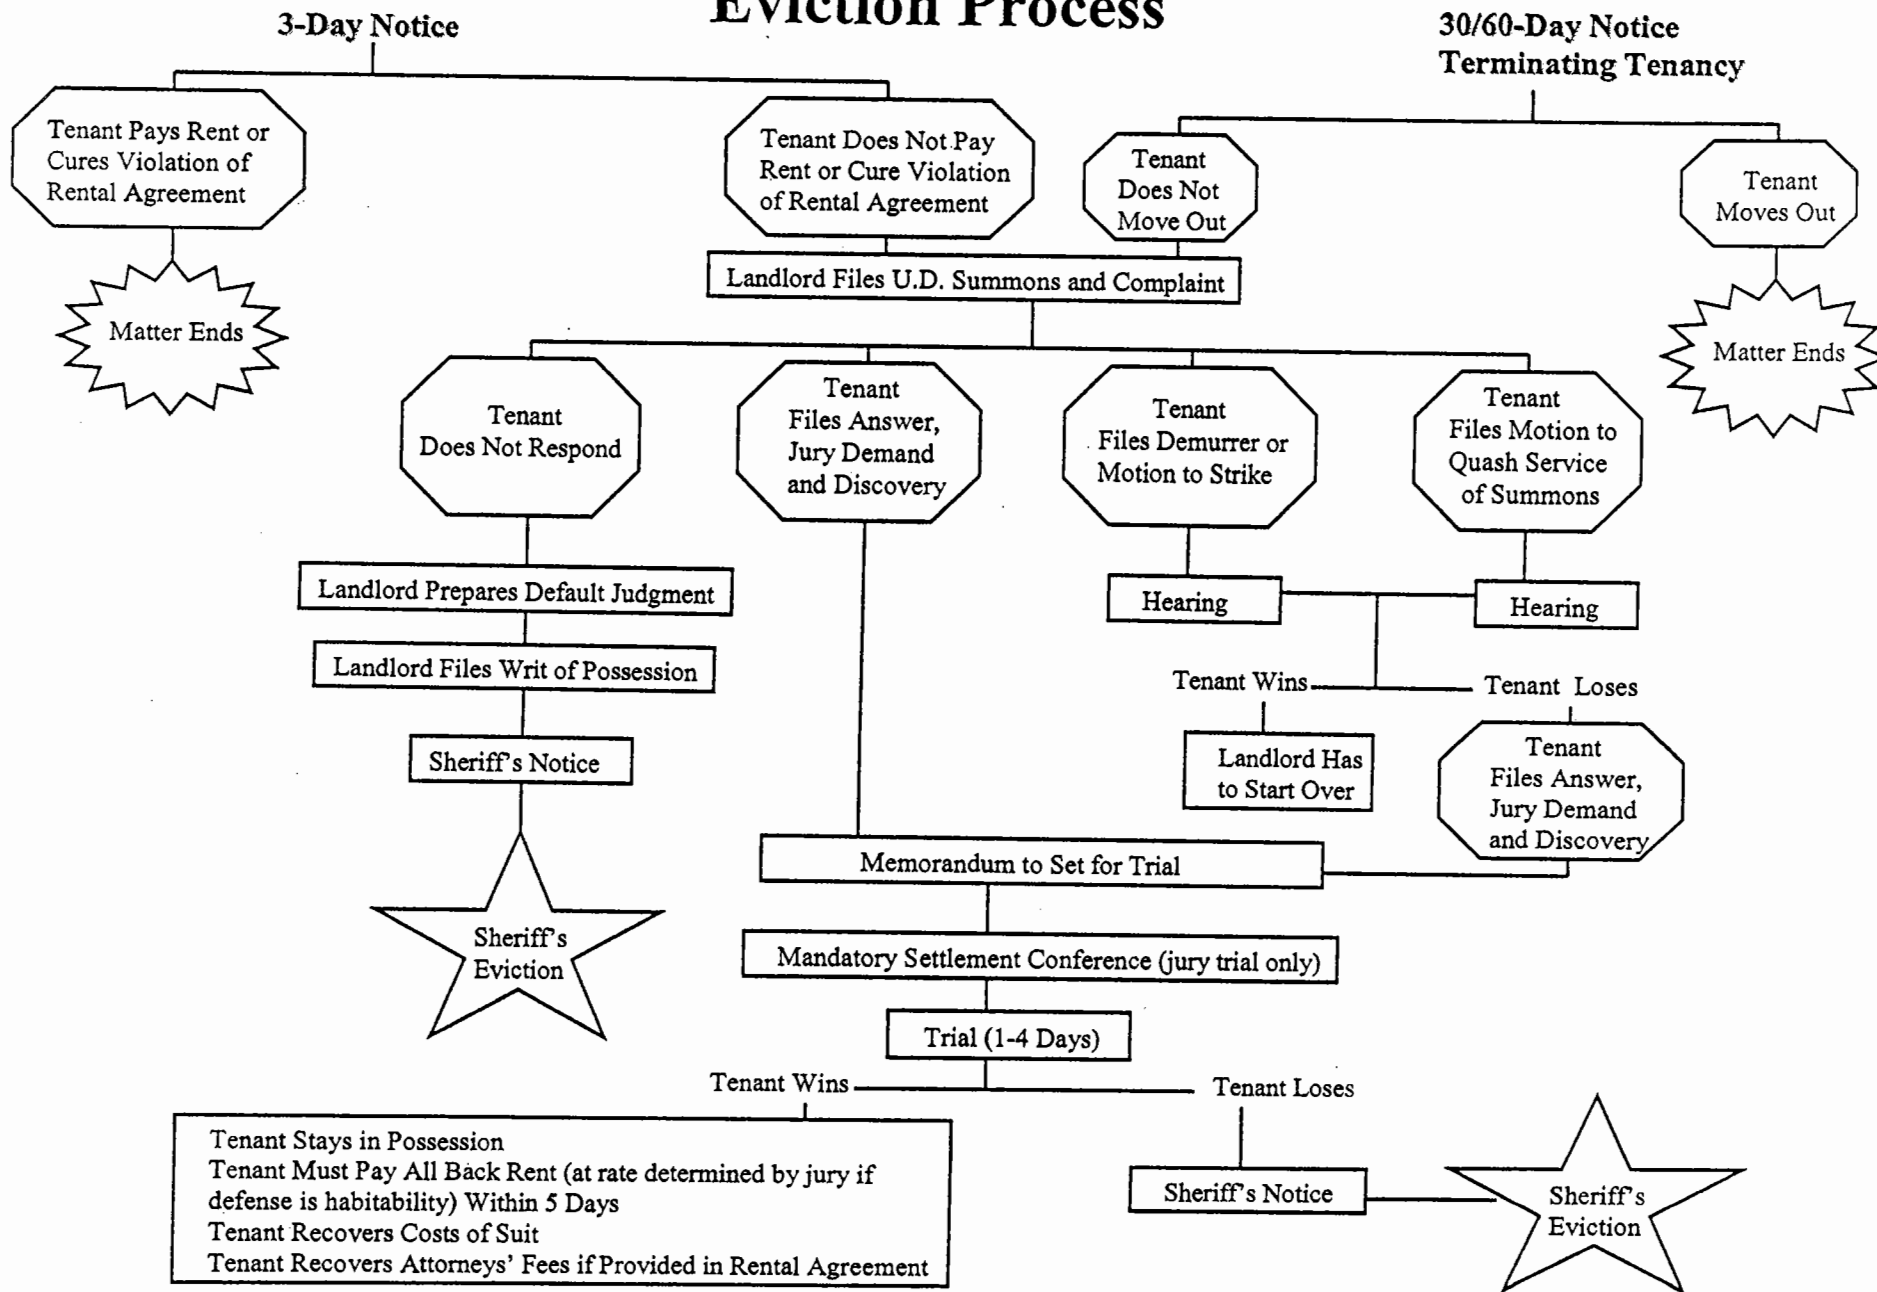 Eviction Process
3-Day Notice
30/60-Day Notice
Terminating Tenancy
Tenant Pays Rent or
Cures Violation of
Rental Agreement
Tenant Does Not Pay
Rent or Cure Violation
of Rental Agreement
Tenant
Does Not
Move Out
Tenant
Moves Out
Landlord Files U.D. Summons and Complaint
Matter Ends
Matter Ends
Tenant
Does Not Respond
Tenant
Files Answer,
Jury Demand
and Discovery
Tenant
Files Demurrer or
Motion to Strike
Tenant
Files Motion to
Quash Service
of Summons
Landlord Prepares Default Judgment
Hearing
Hearing
Landlord Files Writ of Possession
Tenant Wins
Tenant Loses
Sheriff's Notice
Landlord Has
to Start Over
Tenant
Files Answer,
Jury Demand
and Discovery
Memorandum to Set for Trial
Sheriff's
Eviction
Mandatory Settlement Conference (jury trial only)
Trial (1-4 Days)
Tenant Wins
Tenant Loses
Tenant Stays in Possession
Tenant Must Pay All Back Rent (at rate determined by jury if
defense is habitability) Within 5 Days
Tenant Recovers Costs of Suit
Tenant Recovers Attorneys' Fees if Provided in Rental Agreement
Sheriff's Notice
Sheriff's
Eviction